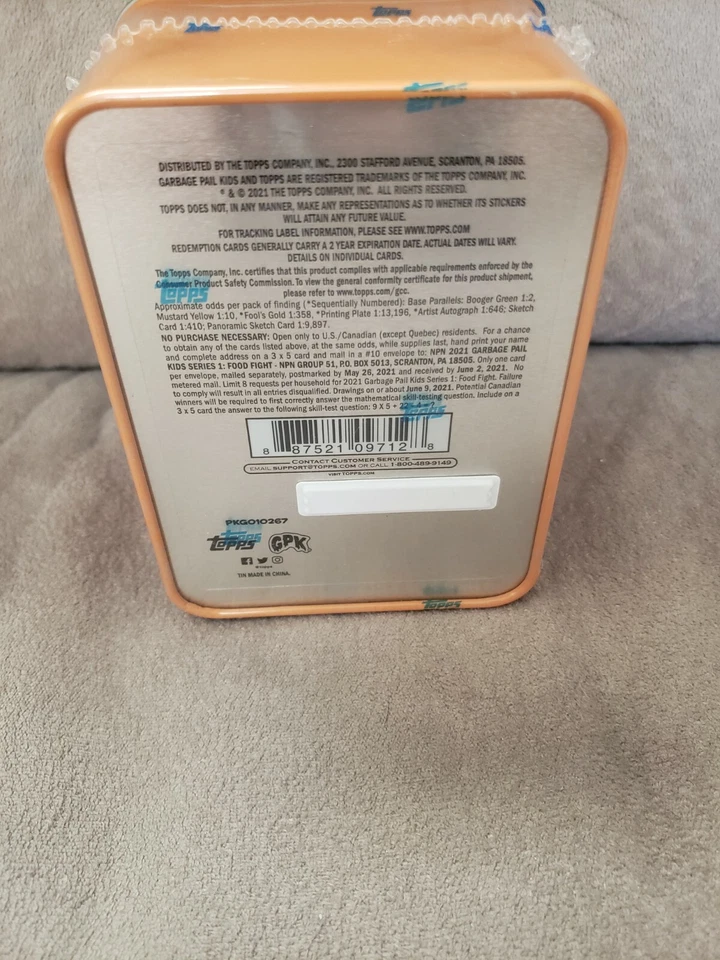 Topps
Topps
Topps
DISTRIBUTED BY THE TOPPS COMPANY, INC., 2300 STAFFORD AVENUE, SCRANTON, PA 18505.
GARBAGE PAIL KIDS AND TOPPS ARE REGISTERED TRADEMARKS OF THE TOPPS COMPANY, INC.
® & © 2021 THE TOPPS COMPANY, INC. ALL RIGHTS RESERVED.
TOPPS DOES NOT, IN ANY MANNER, MAKE ANY REPRESENTATIONS AS TO WHETHER ITS STICKERS
WILL ATTAIN ANY FUTURE VALUE.
FOR TRACKING LABEL INFORMATION, PLEASE SEE WWW.TOPPS.COM
REDEMPTION CARDS GENERALLY CARRY A 2 YEAR EXPIRATION DATE. ACTUAL DATES WILL VARY.
DETAILS ON INDIVIDUAL CARDS.
The Topps Company, Inc. certifies that this product complies with applicable requirements enforced by the
Consumer Product Safety Commission. To view the general conformity certificate for this product shipment,
please refer to www.topps.com/gcc.
Topps
Approximate odds per pack of finding (*Sequentially Numbered): Base Parallels: Booger Green 1:2,
Mustard Yellow 1:10, *Fool's Gold 1:358, *Printing Plate 1:13,196, *Artist Autograph 1:646; Sketch
Card 1:410; Panoramic Sketch Card 1:9,897.
NO PURCHASE NECESSARY: Open only to U.S./Canadian (except Quebec) residents. For a chance
to obtain any of the cards listed above, at the same odds, while supplies last, hand print your name
and complete address on a 3 x 5 card and mail in a #10 envelope to: NPN 2021 GARBAGE PAIL
KIDS SERIES 1: FOOD FIGHT - NPN GROUP 51, P.O. BOX 5013, SCRANTON, PA 18505. Only one card
per envelope, mailed separately, postmarked by May 26, 2021 and received by June 2, 2021. No
metered mail. Limit 8 requests per household for 2021 Garbage Pail Kids Series 1: Food Fight. Failure
to comply will result in all entries disqualified. Drawings on or about June 9, 2021. Potential Canadian
winners will be required to first correctly answer the mathematical skill-testing question. Include on a
3 x 5 card the answer to the following skill-test question: 9 X 5 +
Topps
8 87521 09712 8
CONTACT CUSTOMER SERVICE
EMAIL SUPPORT@TOPPS.COM OR CALL 1-800-489-9149
VISIT TOPPS.COM
PKG010267
Topps
Topps GPK
@topps
TIN MADE IN CHINA.
Topps